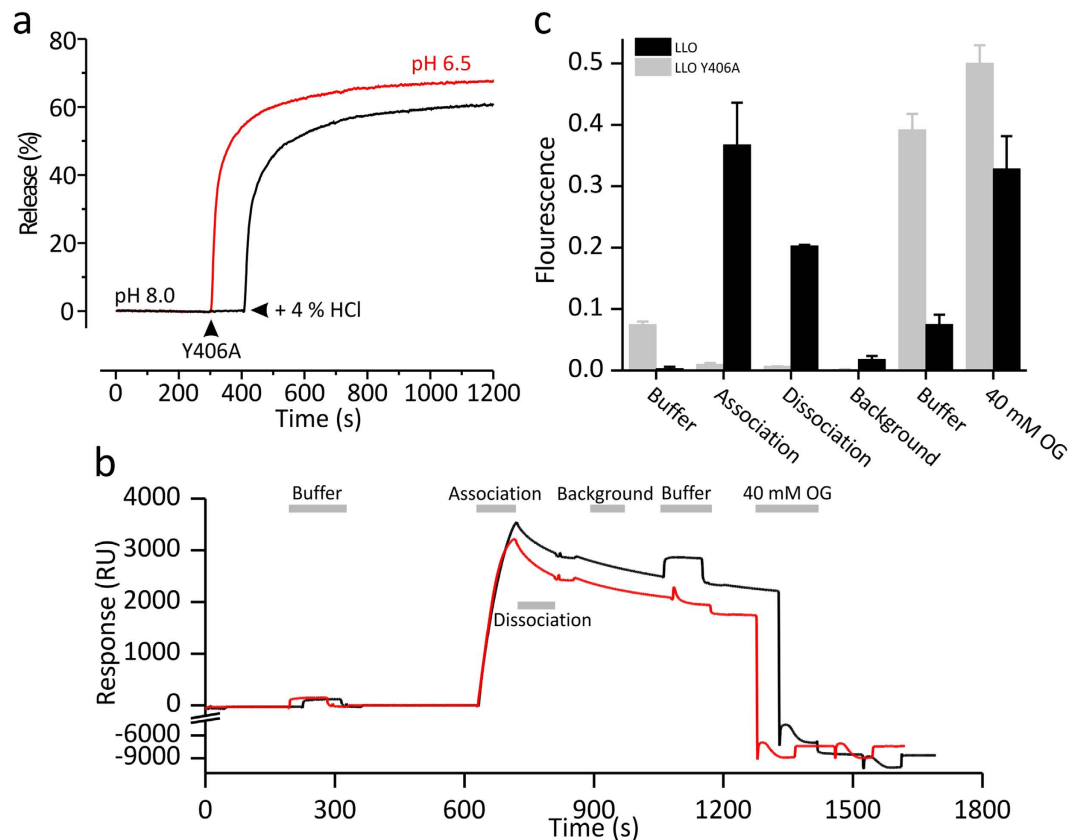 a
80
60
40
20
0
Release (%)
pH 6.5
pH 8.0
+ 4 % HCl
Y406A
0 200 400 600 800 1000 1200
Time (s)
c
LLO
LLO Y406A
0.5
0.4
0.3
0.2
0.1
0.0
Flourescence
Buffer
Association
Dissociation
Background
Buffer
40 mM OG
b
4000
3000
2000
1000
0
-6000
-9000
Response (RU)
Buffer Association Background Buffer 40 mM OG
Dissociation
0 300 600 900 1200 1500 1800
Time (s)